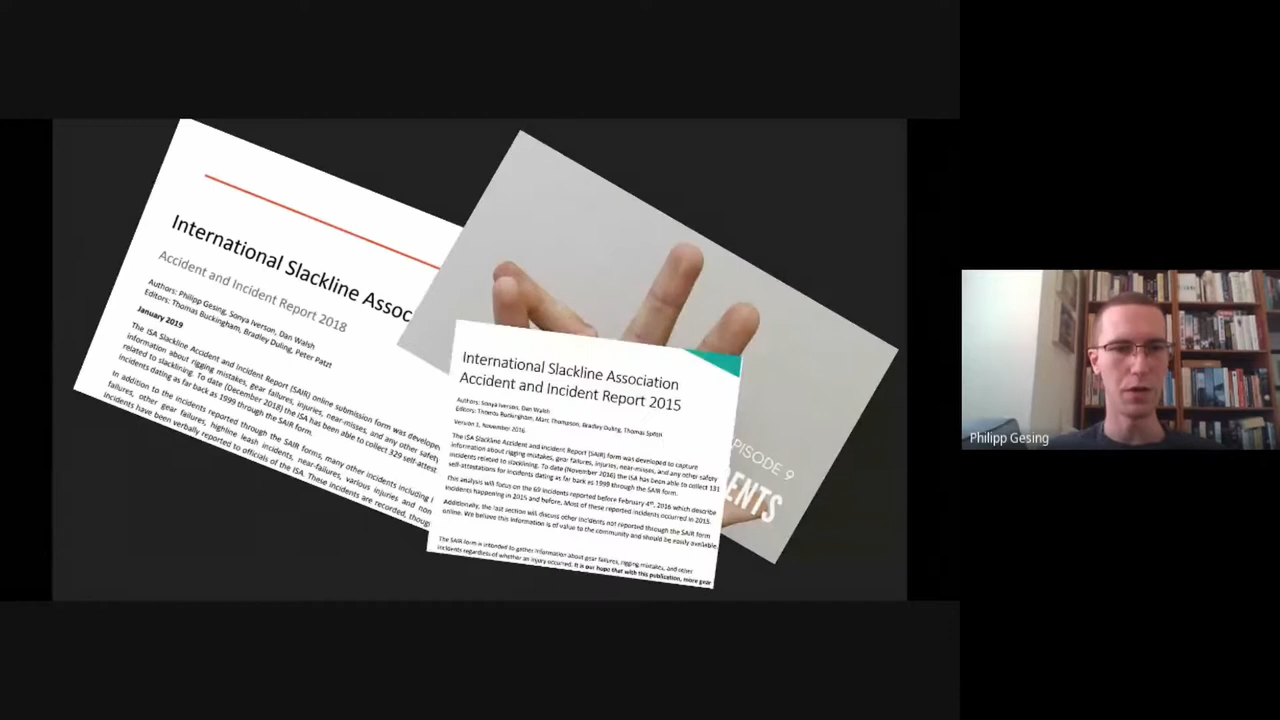 International Slackline Assoc
Accident and Incident Report 2018
Authors: Philipp Gesing, Sonya Iverson, Dan Walsh
Editors: Thomas Buckingham, Bradley Duling, Peter Patzt
January 2019
The ISA Slackline Accident and Incident Report (SAIR) online submission form was develope
information about rigging mistakes, gear failures, injuries, near-misses, and any other safety
related to slacklining. To date (December 2018) the ISA has been able to collect 329 self-attest
incidents dating as far back as 1999 through the SAIR form.
In addition to the incidents reported through the SAIR forms, many other incidents including
failures, other gear failures, highline leash incidents, near-failures, various injuries and non
incidents have been verbally reported to officials of the ISA. These incidents are recorded, thoug
EPISODE 9
ENTS
International Slackline Association
Accident and Incident Report 2015
Authors: Sonya Iverson, Dan Walsh
Editors: Thomas Buckingham, Marc Thomason, Bradley Duling, Thomas Spöttl
Version 1, November 2016
The ISA Slackline Accident and Incident Report (SAIR) form was developed to capture
information about rigging mistakes, gear failures, injuries, near-misses, and any other safety
incidents related to slacklining. To date (November 2016) the ISA has been able to collect 131
self-attestations for incidents dating as far back as 1999 through the SAIR form.
This analysis will focus on the 69 incidents reported before February 4th, 2016 which describe
incidents happening in 2015 and before. Most of these reported incidents occurred in 2015.
Additionally, the last section will discuss other incidents not reported through the SAIR form
online. We believe this information is of value to the community and should be easily available.
The SAIR form is intended to gather information about gear failures, rigging mistakes, and other
incidents regardless of whether an injury occurred. It is our hope that with this publication, more gear
Philipp Gesing